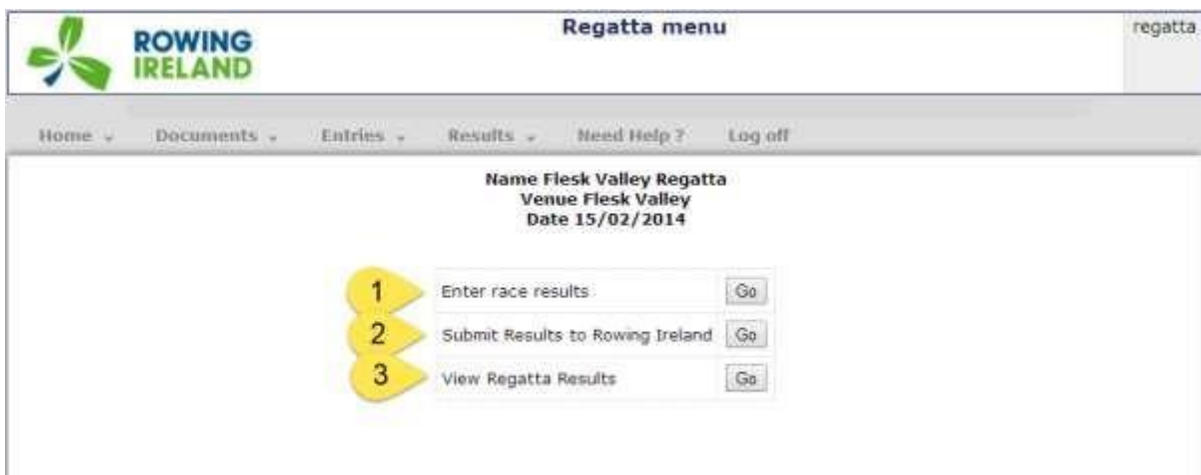 ROWING
IRELAND
Regatta menu
regatta
Home Documents Entries Results Need Help ? Log off
Name Flesk Valley Regatta
Venue Flesk Valley
Date 15/02/2014
1 Enter race results Go
2 Submit Results to Rowing Ireland Go
3 View Regatta Results Go